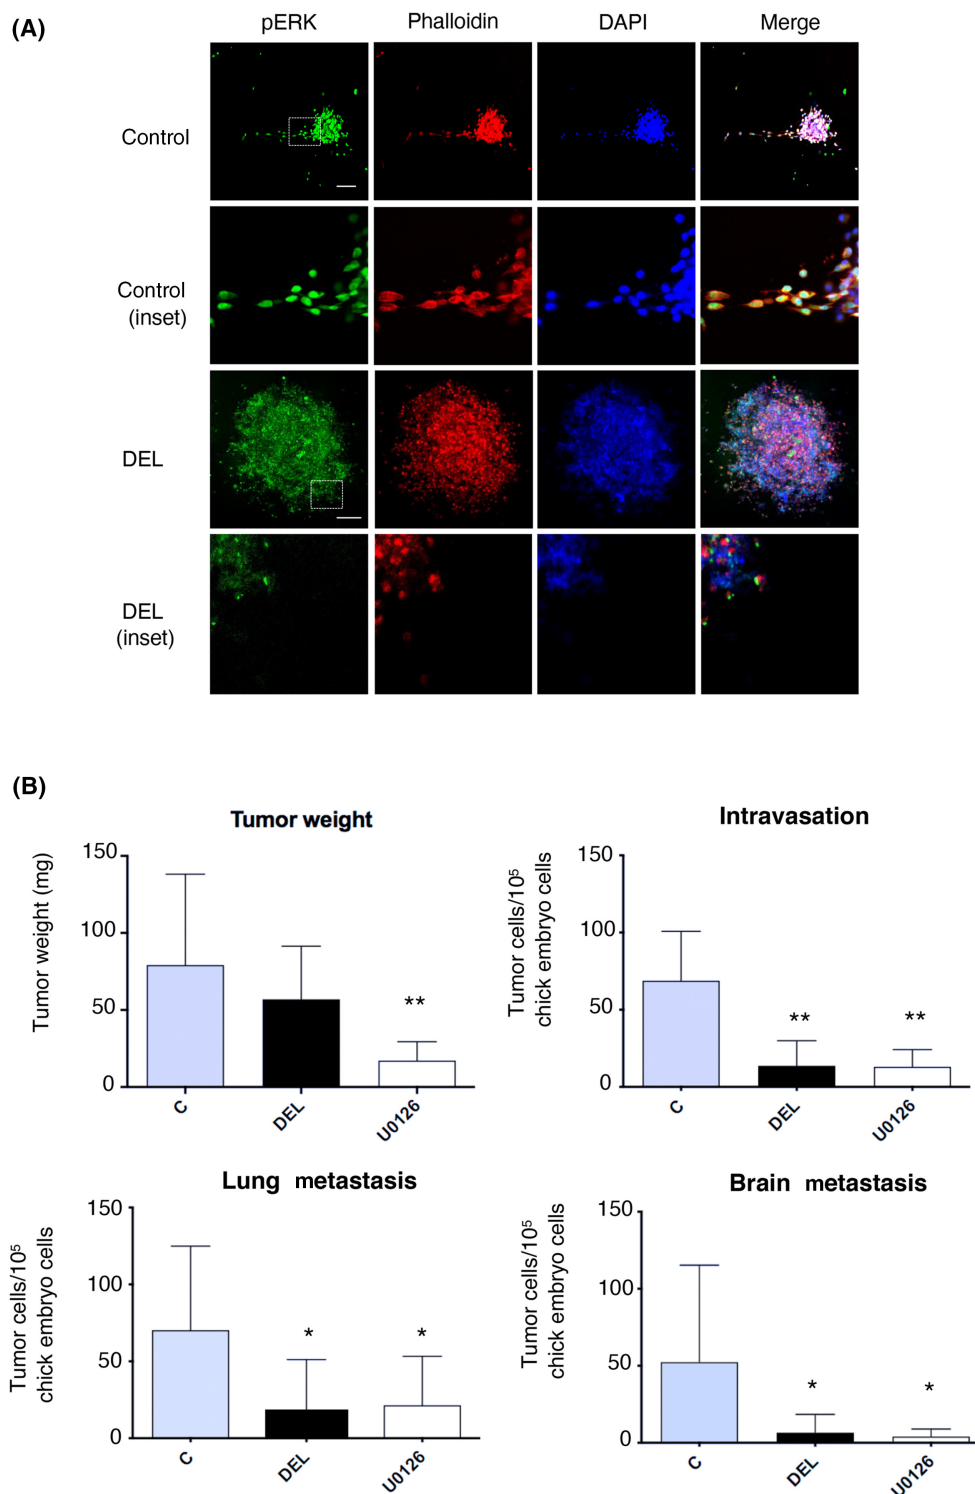 (A)
pERK Phalloidin DAPI Merge
Control
Control
(inset)
DEL
DEL
(inset)
(B)
Tumor weight
Tumor weight (mg)
150
100
50
0
C DEL U0126
**
Intravasation
Tumor cells/10⁵
chick embryo cells
150
100
50
0
C DEL U0126
** **
Lung metastasis
Tumor cells/10⁵
chick embryo cells
150
100
50
0
C DEL U0126
* *
Brain metastasis
Tumor cells/10⁵
chick embryo cells
150
100
50
0
C DEL U0126
* *